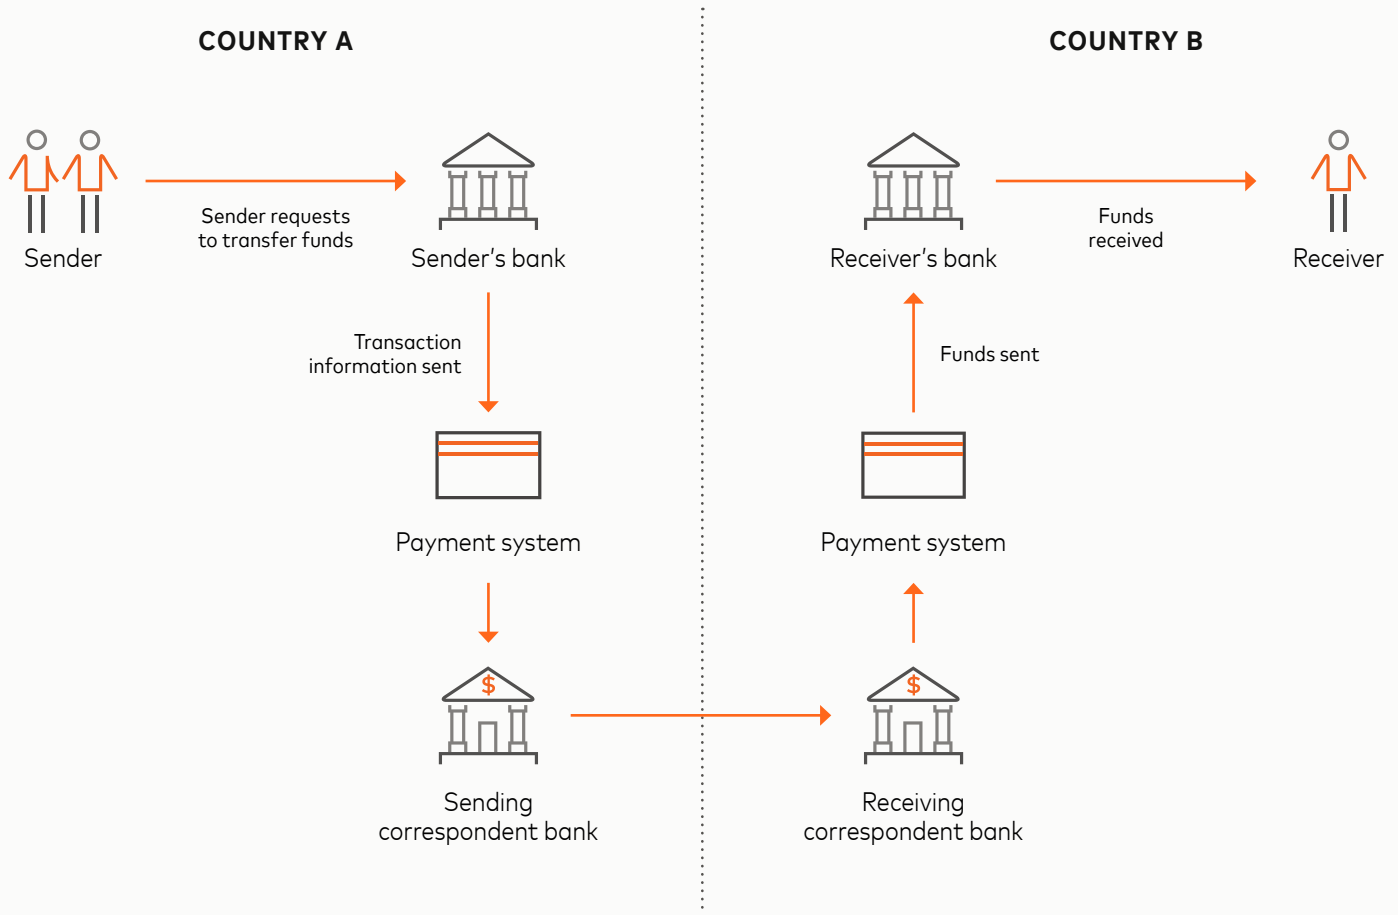 COUNTRY A
COUNTRY B
Sender requests
to transfer funds
Sender
Sender's bank
Funds
received
Receiver's bank
Receiver
Transaction
information sent
Funds sent
Payment system
Payment system
$
$
Sending
correspondent bank
Receiving
correspondent bank